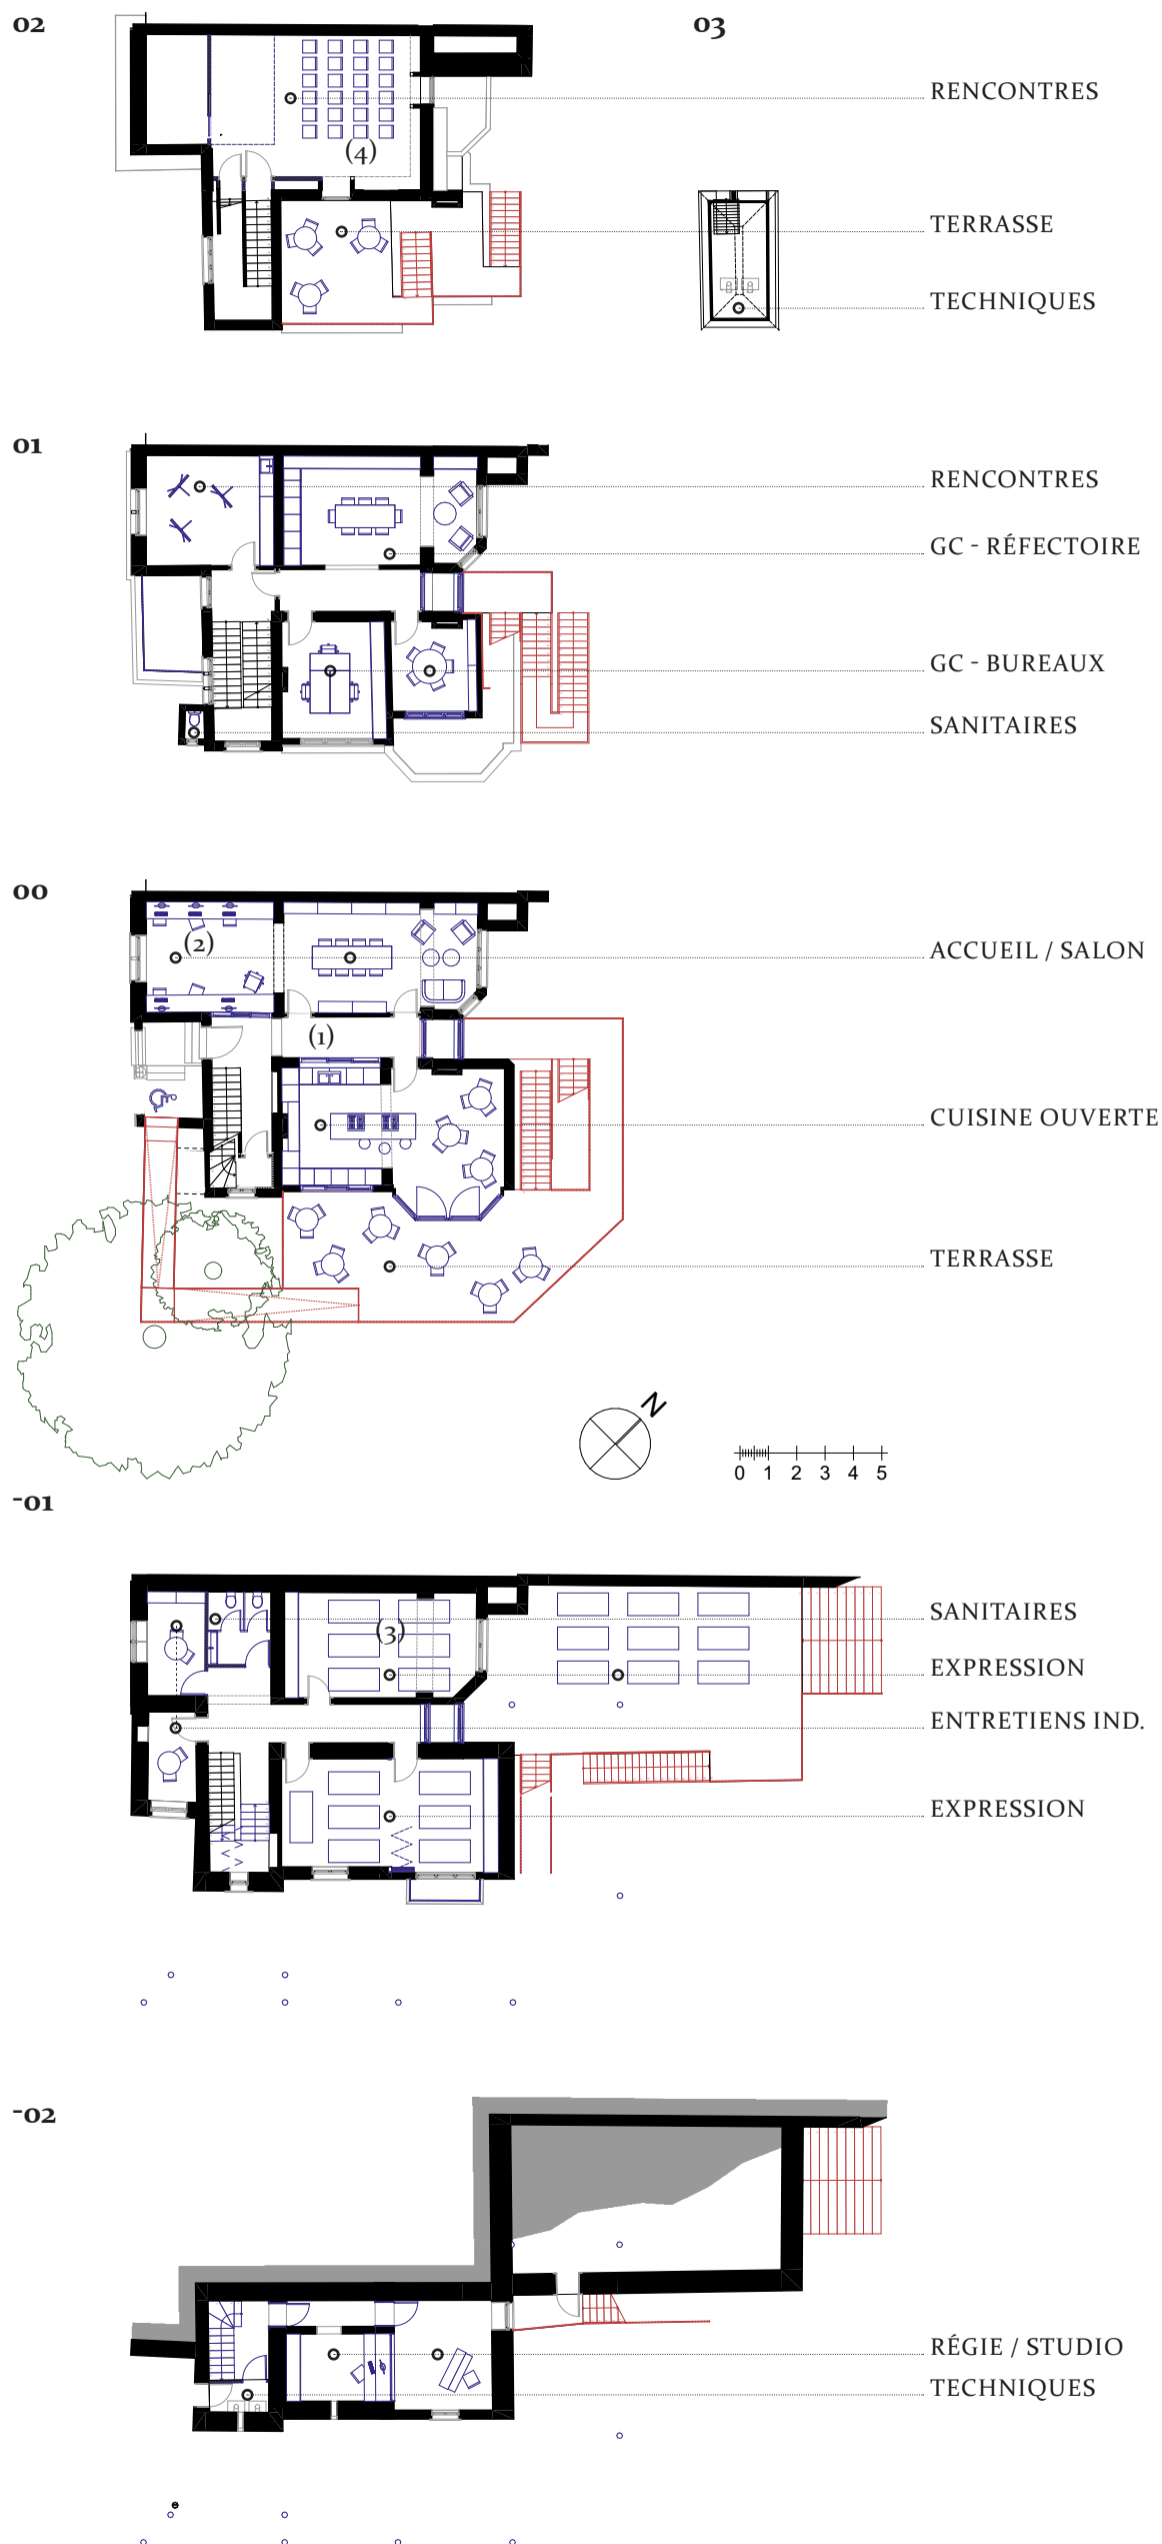 02
03
RENCONTRES
(4)
TERRASSE
TECHNIQUES
01
RENCONTRES
GC - RÉFECTOIRE
GC - BUREAUX
SANITAIRES
00
(2)
ACCUEIL / SALON
(1)
CUISINE OUVERTE
TERRASSE
N
0 1 2 3 4 5
-01
SANITAIRES
(3)
EXPRESSION
ENTRETIENS IND.
EXPRESSION
-02
RÉGIE / STUDIO
TECHNIQUES